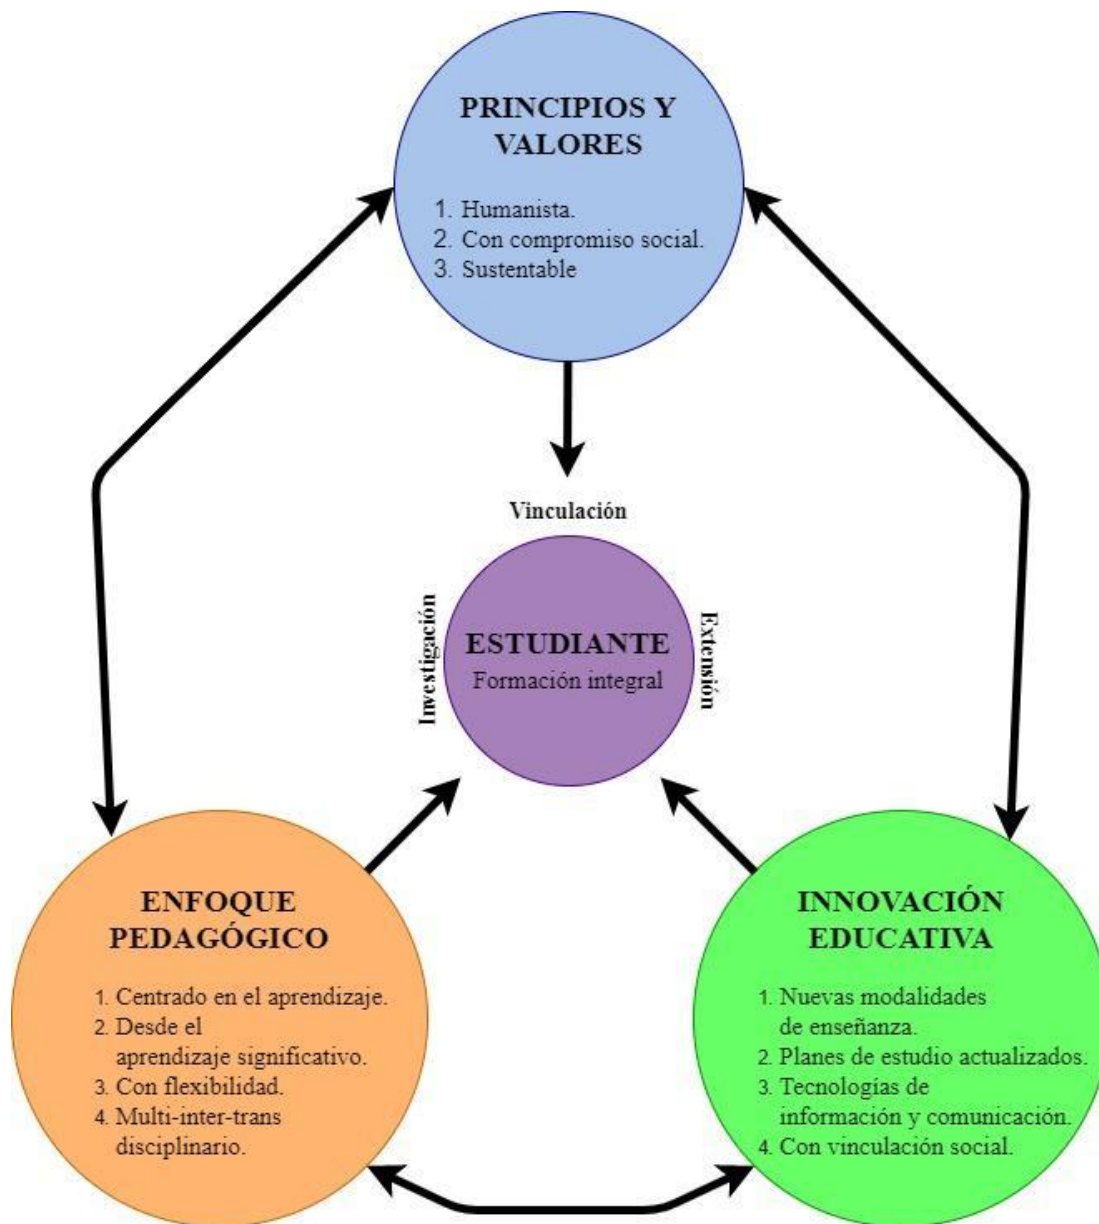 PRINCIPIOS Y
VALORES
1. Humanista.
2. Con compromiso social.
3. Sustentable
Vinculación
Investigación
ESTUDIANTE
Formación integral
Extensión
ENFOQUE
PEDAGÓGICO
1. Centrado en el aprendizaje.
2. Desde el
aprendizaje significativo.
3. Con flexibilidad.
4. Multi-inter-trans
disciplinario.
INNOVACIÓN
EDUCATIVA
1. Nuevas modalidades
de enseñanza.
2. Planes de estudio actualizados.
3. Tecnologías de
información y comunicación.
4. Con vinculación social.